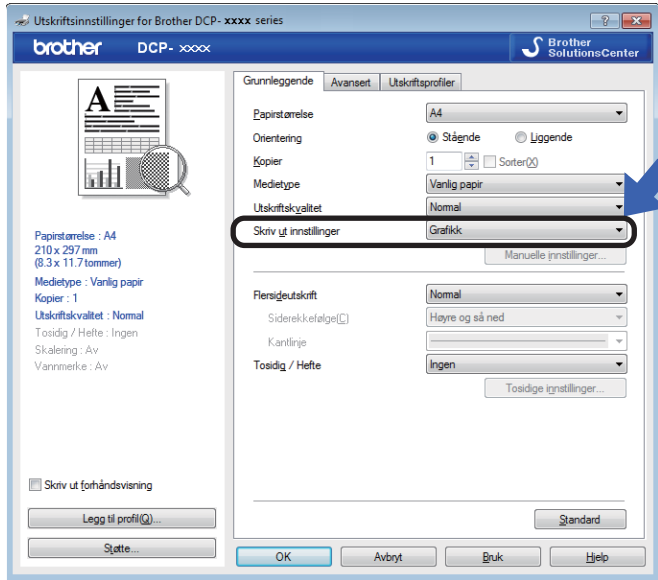 Utskriftsinnstillinger for Brother DCP- xxxx series
brother DCP- xxxx
Brother
SolutionsCenter
A
Papirstørrelse : A4
210 x 297 mm
(8.3 x 11.7 tommer)
Medietype : Vanlig papir
Kopier : 1
Utskriftskvalitet : Normal
Tosidig / Hefte : Ingen
Skalering : Av
Vannmerke : Av
Skriv ut forhåndsvisning
Legg til profil(Q)...
Støtte...
Grunnleggende Avansert Utskriftsprofiler
Papirstørrelse A4
Orientering Stående Liggende
Kopier 1 Sorter(X)
Medietype Vanlig papir
Utskriftskvalitet Normal
Skriv ut innstillinger Grafikk
Manuelle innstillinger...
Flersideutskrift Normal
Siderekkefølge(C) Høyre og så ned
Kantlinje
Tosidig / Hefte Ingen
Tosidige innstillinger...
Standard
OK Avbryt Bruk Hjelp